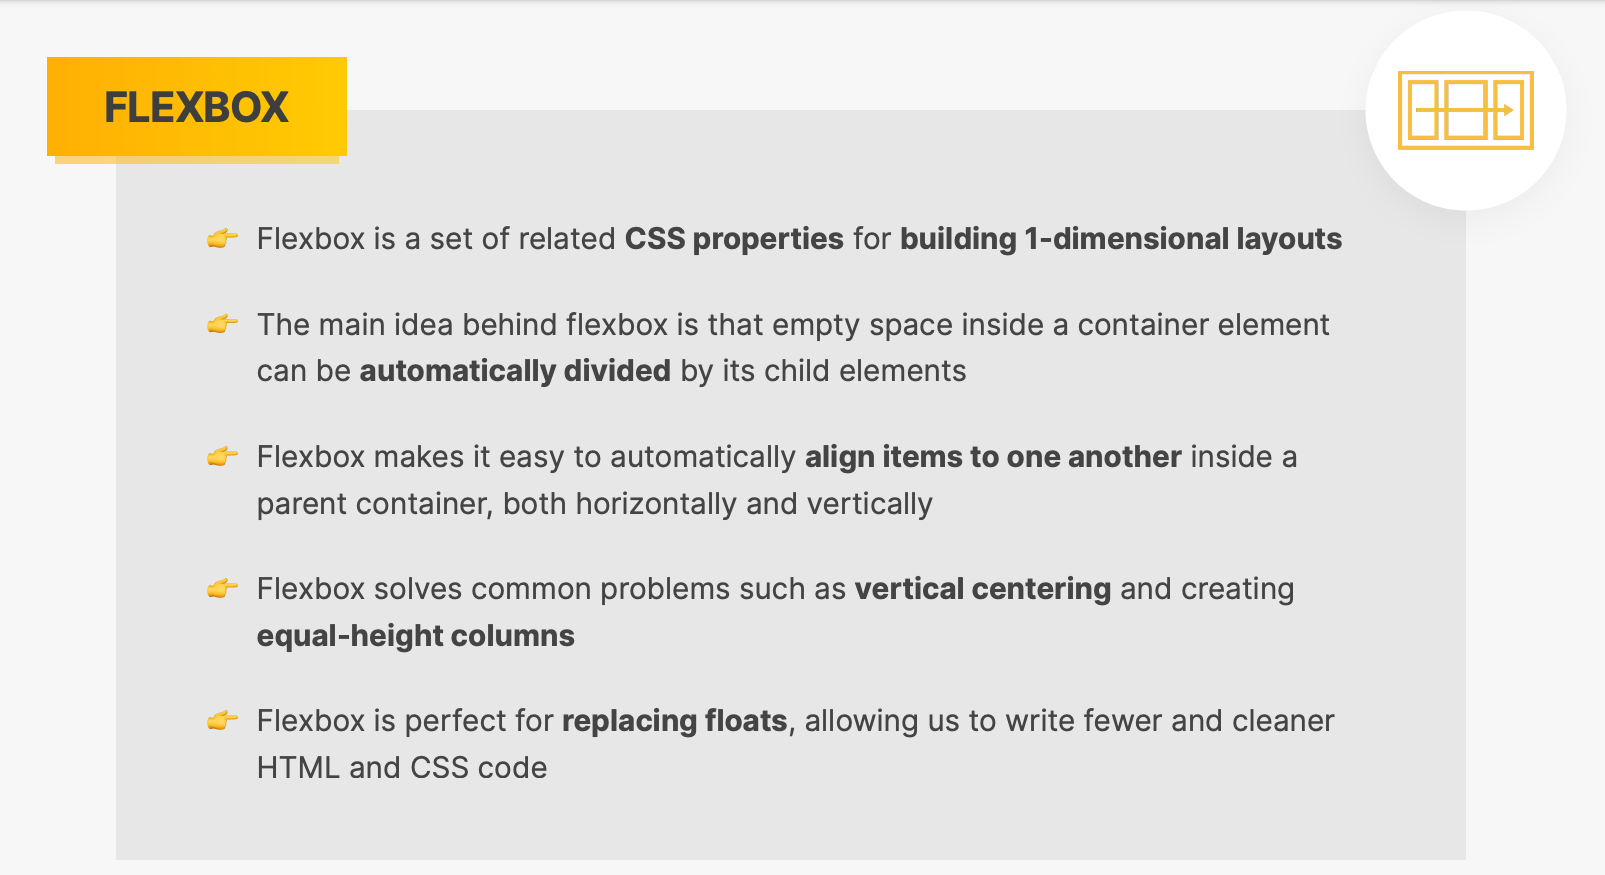 FLEXBOX
👉 Flexbox is a set of related CSS properties for building 1-dimensional layouts
👉 The main idea behind flexbox is that empty space inside a container element
can be automatically divided by its child elements
👉 Flexbox makes it easy to automatically align items to one another inside a
parent container, both horizontally and vertically
👉 Flexbox solves common problems such as vertical centering and creating
equal-height columns
👉 Flexbox is perfect for replacing floats, allowing us to write fewer and cleaner
HTML and CSS code